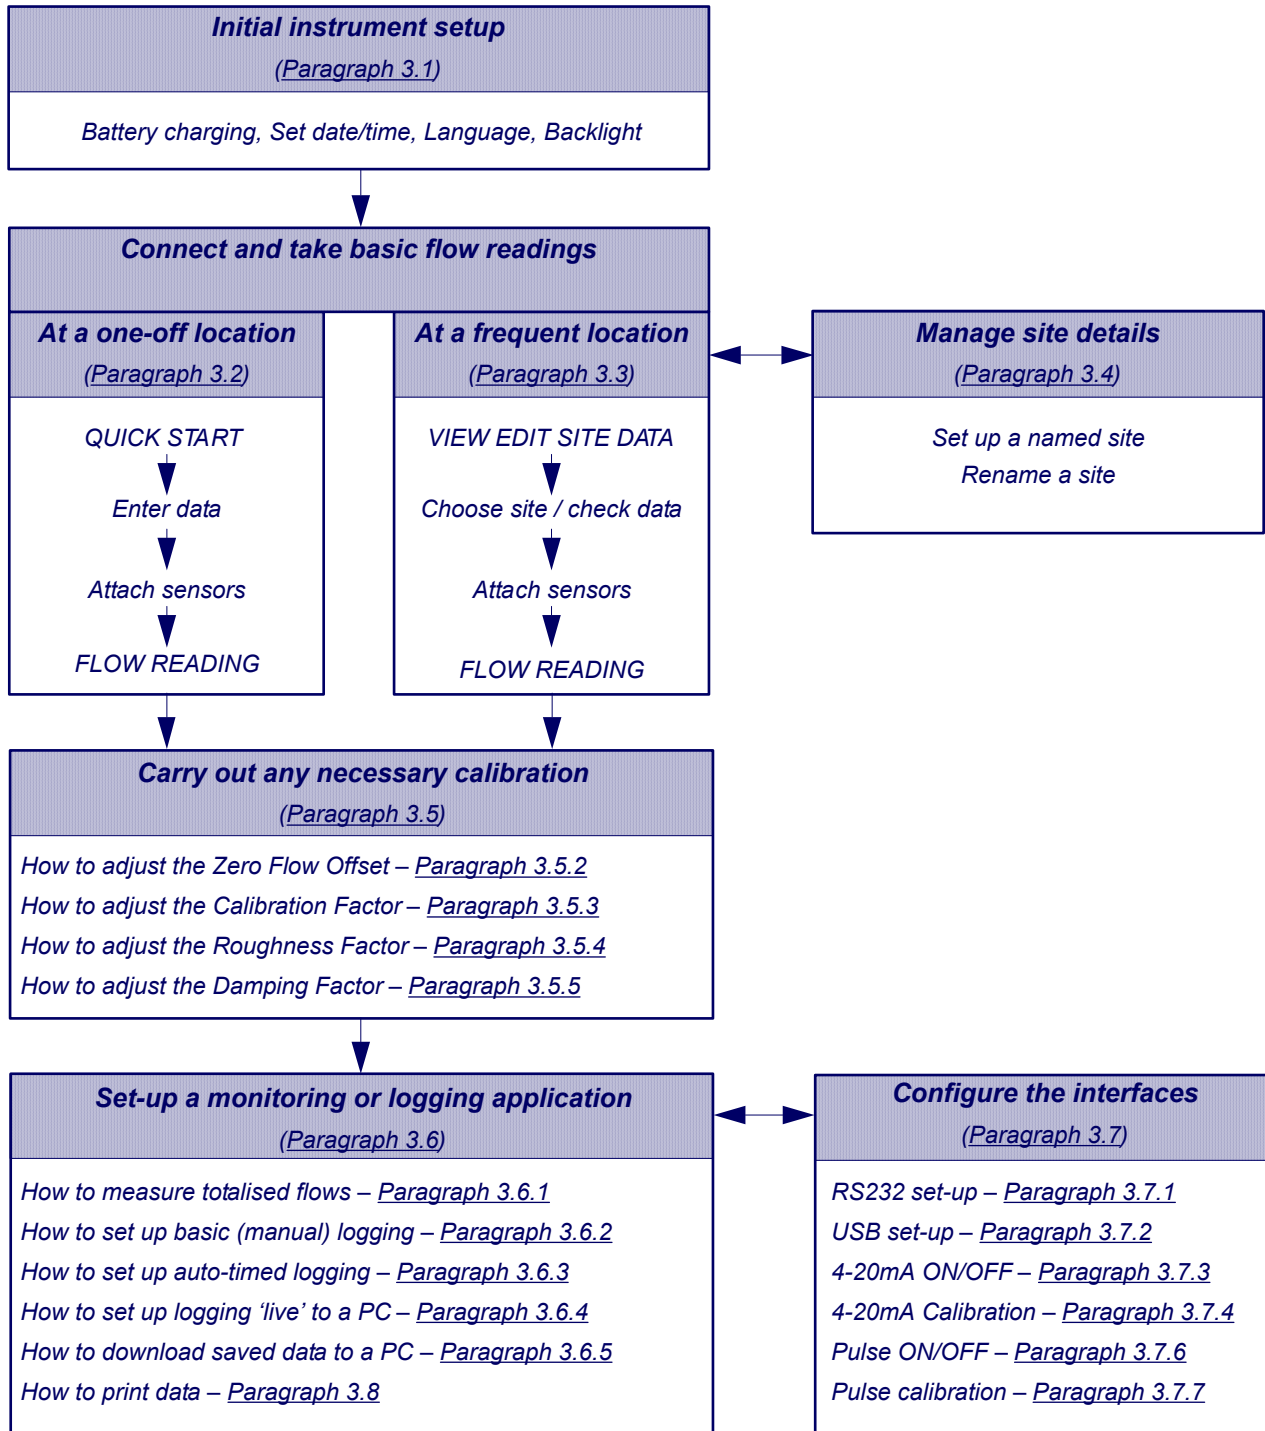 Initial instrument setup
(Paragraph 3.1)
Battery charging, Set date/time, Language, Backlight
Connect and take basic flow readings
At a one-off location
(Paragraph 3.2)
QUICK START
Enter data
Attach sensors
FLOW READING
At a frequent location
(Paragraph 3.3)
VIEW EDIT SITE DATA
Choose site / check data
Attach sensors
FLOW READING
Manage site details
(Paragraph 3.4)
Set up a named site
Rename a site
Carry out any necessary calibration
(Paragraph 3.5)
How to adjust the Zero Flow Offset – Paragraph 3.5.2
How to adjust the Calibration Factor – Paragraph 3.5.3
How to adjust the Roughness Factor – Paragraph 3.5.4
How to adjust the Damping Factor – Paragraph 3.5.5
Set-up a monitoring or logging application
(Paragraph 3.6)
How to measure totalised flows – Paragraph 3.6.1
How to set up basic (manual) logging – Paragraph 3.6.2
How to set up auto-timed logging – Paragraph 3.6.3
How to set up logging ‘live’ to a PC – Paragraph 3.6.4
How to download saved data to a PC – Paragraph 3.6.5
How to print data – Paragraph 3.8
Configure the interfaces
(Paragraph 3.7)
RS232 set-up – Paragraph 3.7.1
USB set-up – Paragraph 3.7.2
4-20mA ON/OFF – Paragraph 3.7.3
4-20mA Calibration – Paragraph 3.7.4
Pulse ON/OFF – Paragraph 3.7.6
Pulse calibration – Paragraph 3.7.7